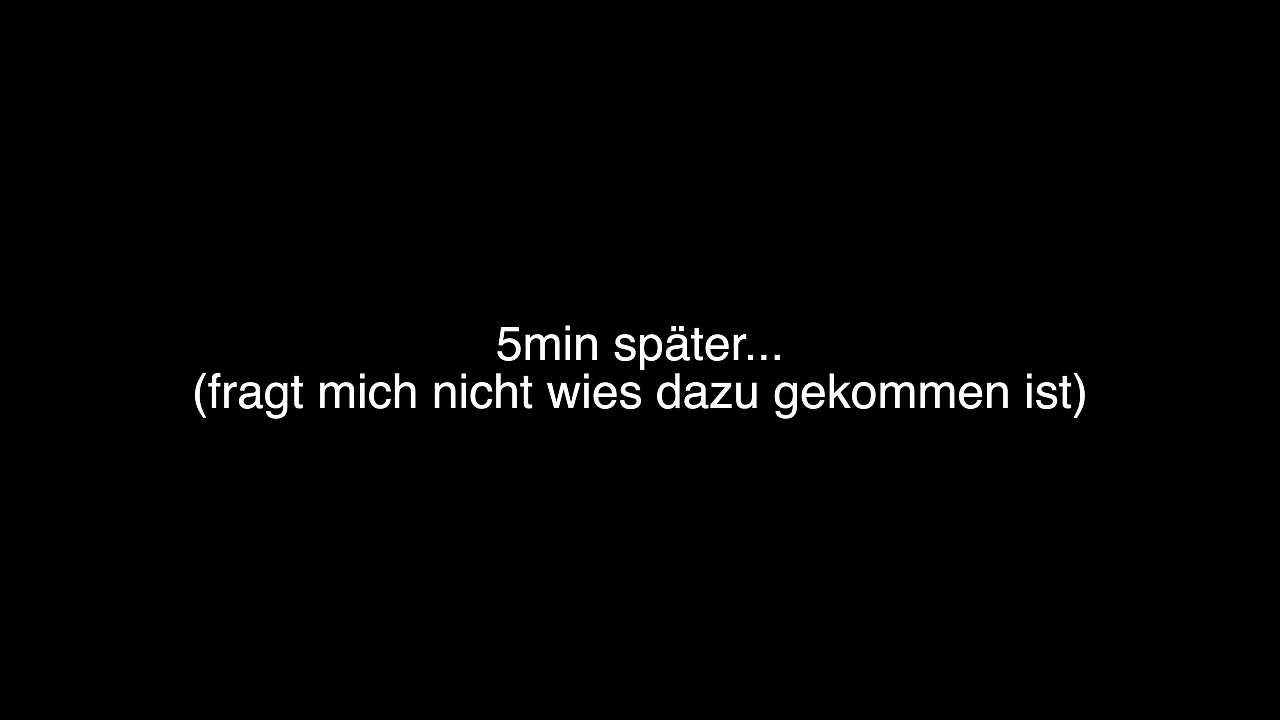 5min später...
(fragt mich nicht wies dazu gekommen ist)